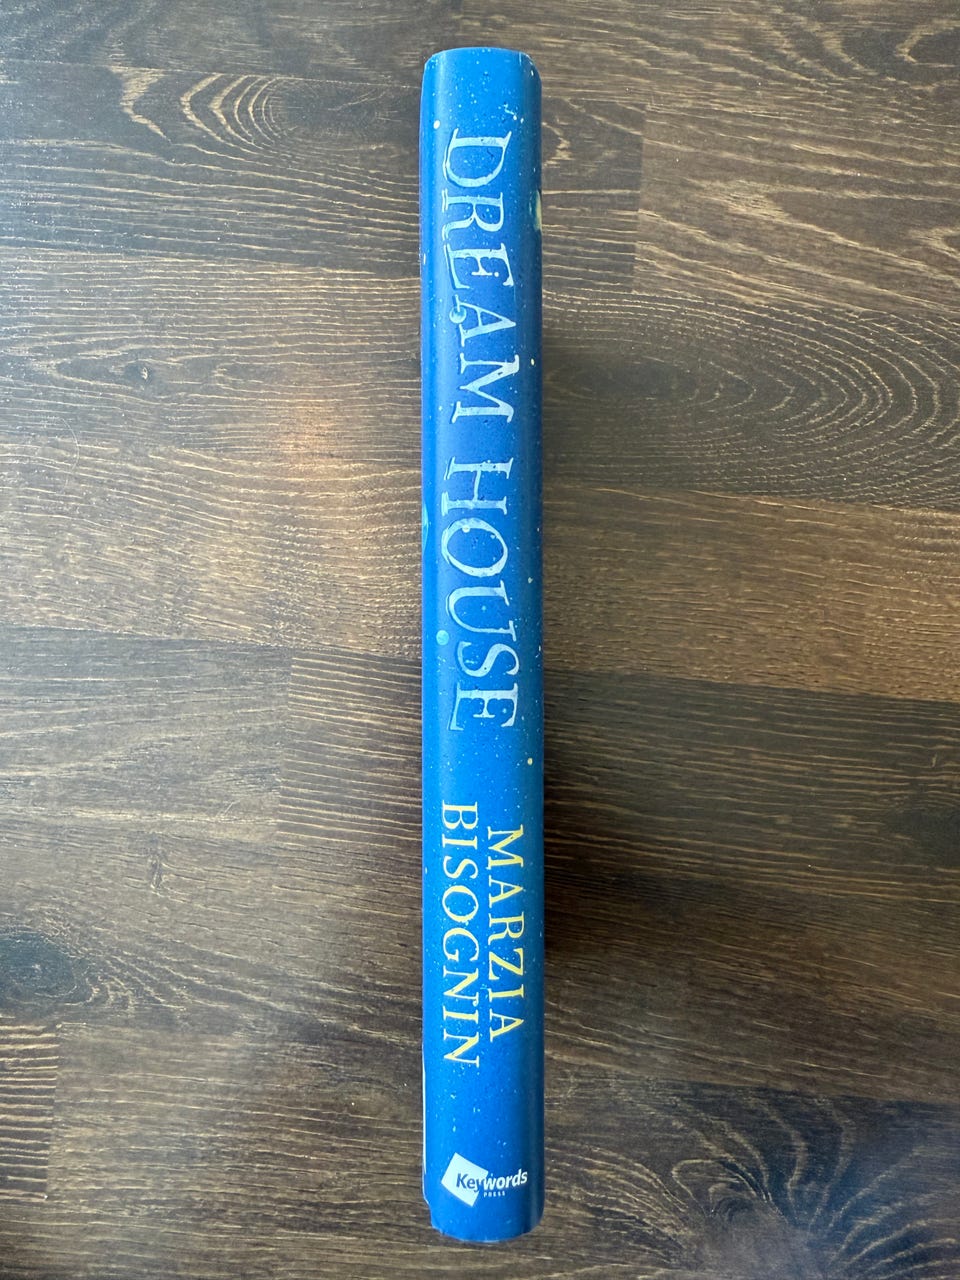 DREAM HOUSE
MARZIA
BISOGNIN
Keywords
PRESS